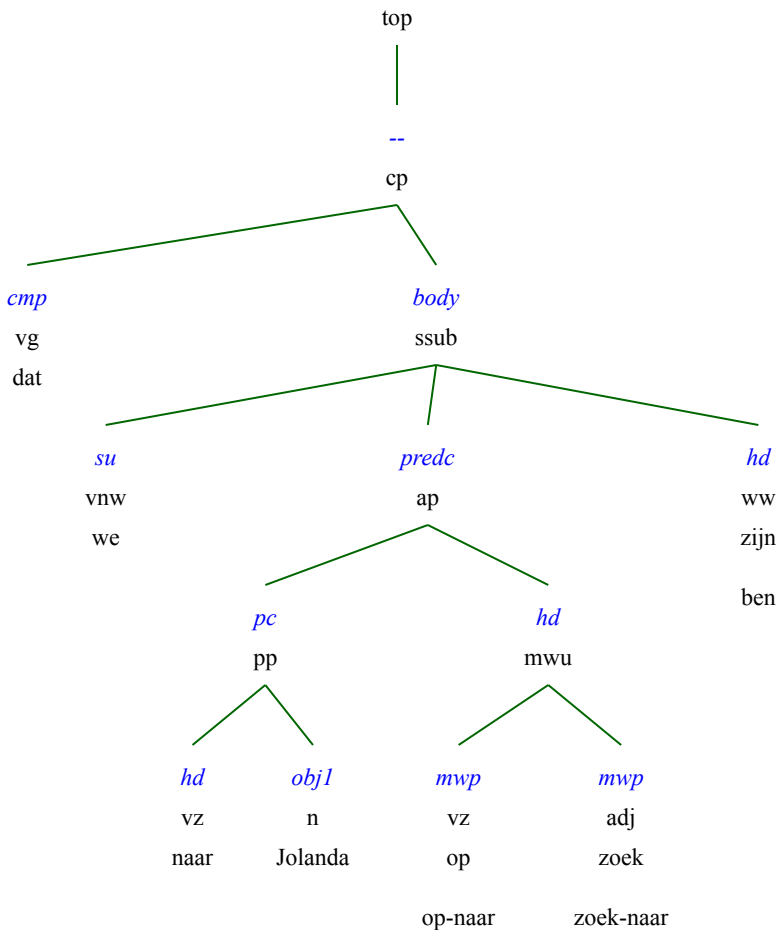 top
--
cp
cmp body
vg ssub
dat
su predc hd
vnw ap ww
we zijn
ben
pc hd
pp mwu
hd obj1 mwp mwp
vz n vz adj
naar Jolanda op zoek
op-naar zoek-naar